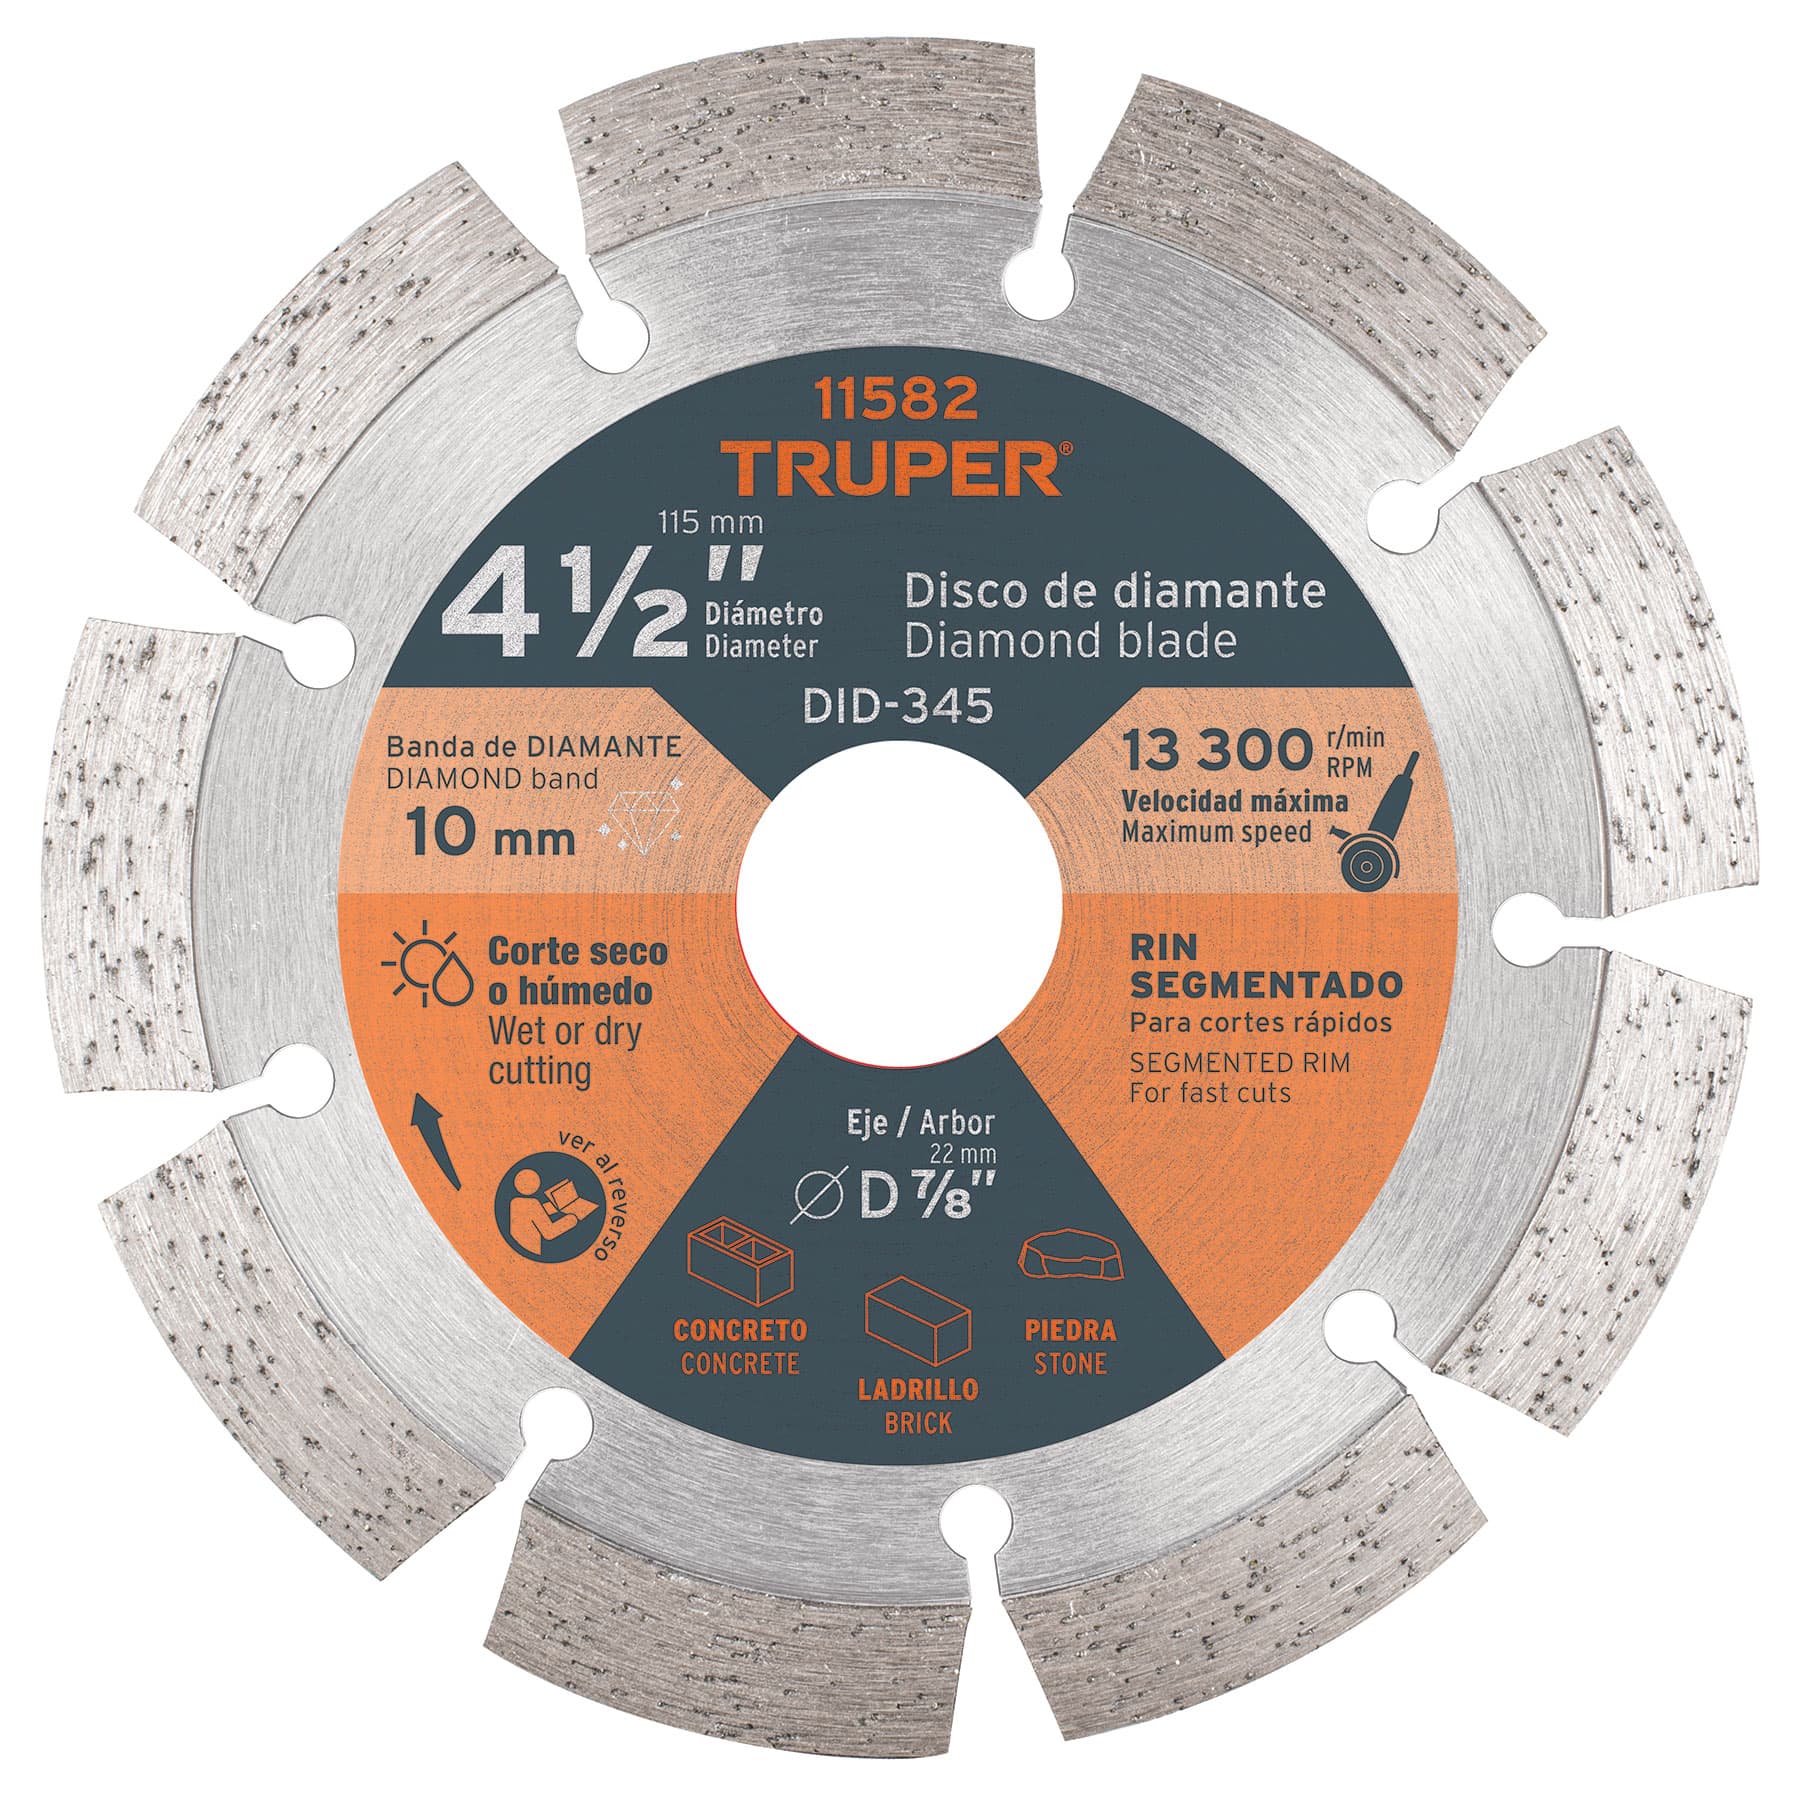 11582
TRUPER®
115 mm
4 1/2"
Diámetro
Diameter
Disco de diamante
Diamond blade
DID-345
Banda de DIAMANTE
DIAMOND band
10 mm
13 300 r/min
RPM
Velocidad máxima
Maximum speed
Corte seco
o húmedo
Wet or dry
cutting
ver al reverso
RIN
SEGMENTADO
Para cortes rápidos
SEGMENTED RIM
For fast cuts
Eje / Arbor
22 mm
Ø D 7/8"
CONCRETO
CONCRETE
LADRILLO
BRICK
PIEDRA
STONE